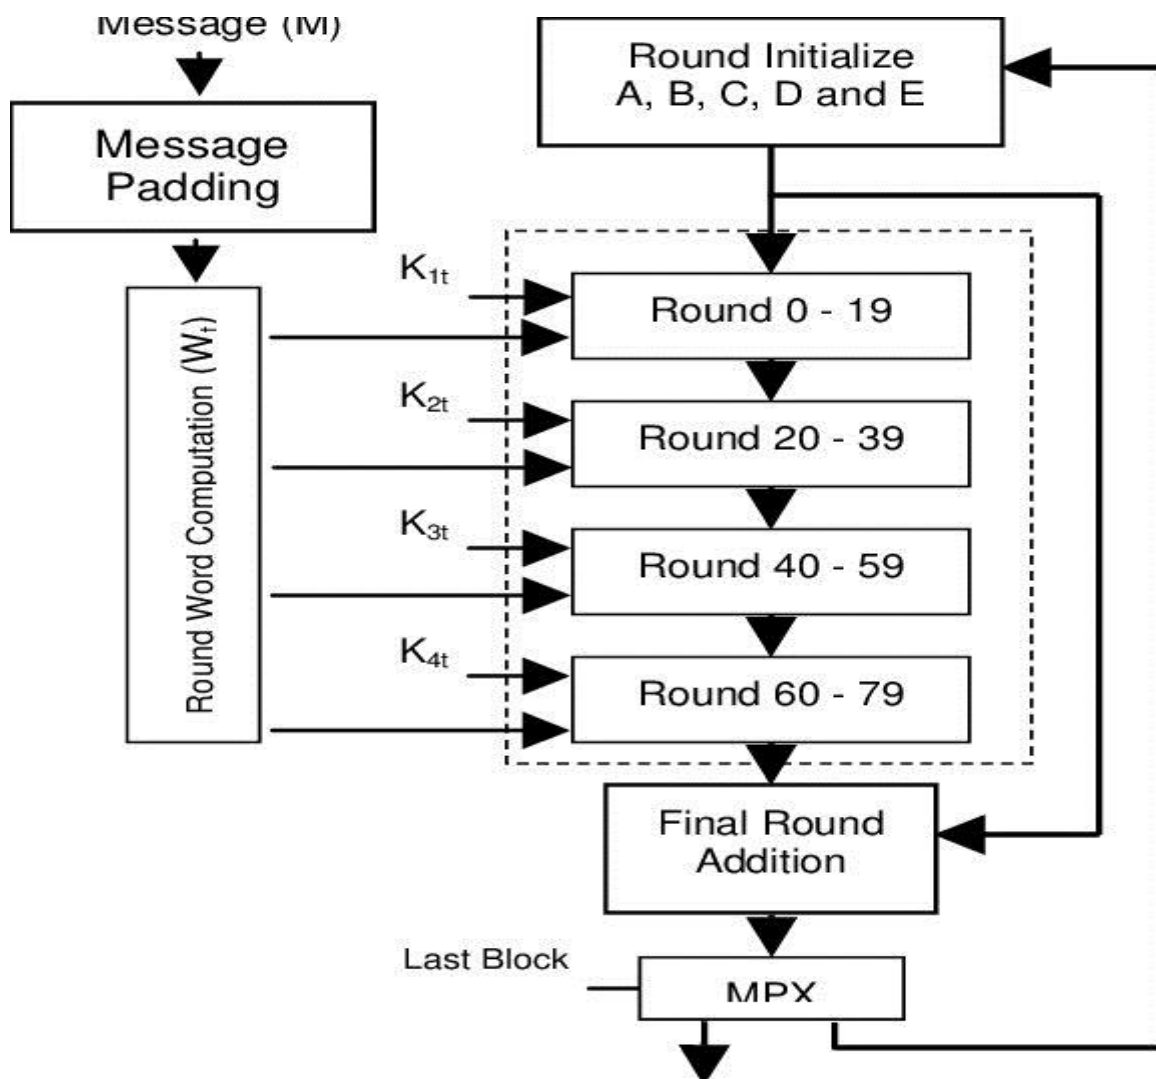 Message (M)
Message
Padding
Round Word Computation (Wt)
Round Initialize
A, B, C, D and E
K1t
Round 0 - 19
K2t
Round 20 - 39
K3t
Round 40 - 59
K4t
Round 60 - 79
Final Round
Addition
Last Block
MPX